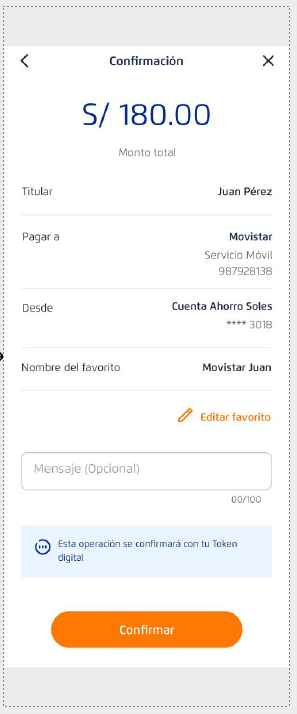 Confirmación
S/ 180.00
Monto total
Titular Juan Pérez
Pagar a Movistar
Servicio Móvil
987928138
Desde Cuenta Ahorro Soles
**** 3018
Nombre del favorito Movistar Juan
Editar favorito
Mensaje (Opcional)
00/100
Esta operación se confirmará con tu Token
digital
Confirmar